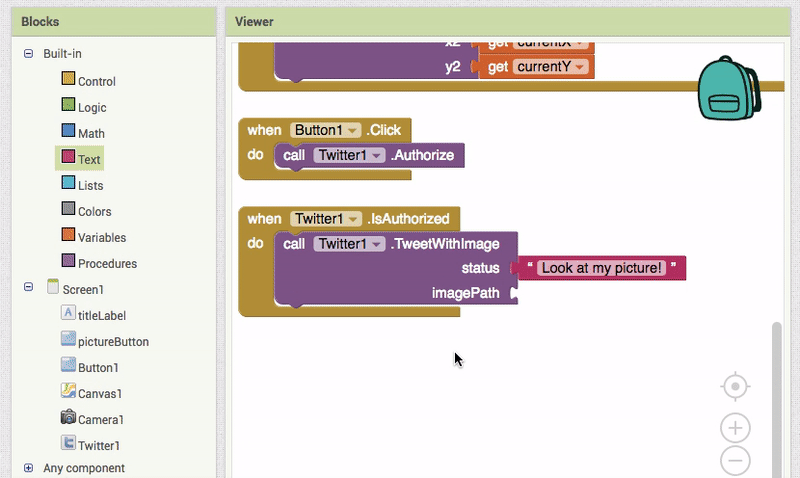 Blocks
Viewer
Built-in
Control
Logic
Math
Text
Lists
Colors
Variables
Procedures
Screen1
titleLabel
pictureButton
Button1
Canvas1
Camera1
Twitter1
Any component
x2 get currentX
y2 get currentY
when Button1 .Click
do call Twitter1 .Authorize
when Twitter1 .IsAuthorized
do call Twitter1 .TweetWithImage
status “ Look at my picture! ”
imagePath